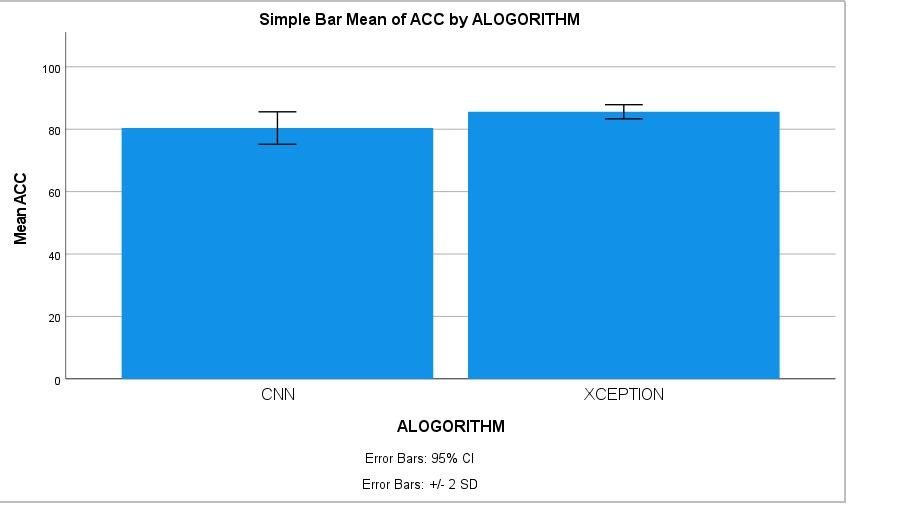 Simple Bar Mean of ACC by ALOGORITHM
100
80
60
40
20
0
Mean ACC
CNN
XCEPTION
ALOGORITHM
Error Bars: 95% CI
Error Bars: +/- 2 SD